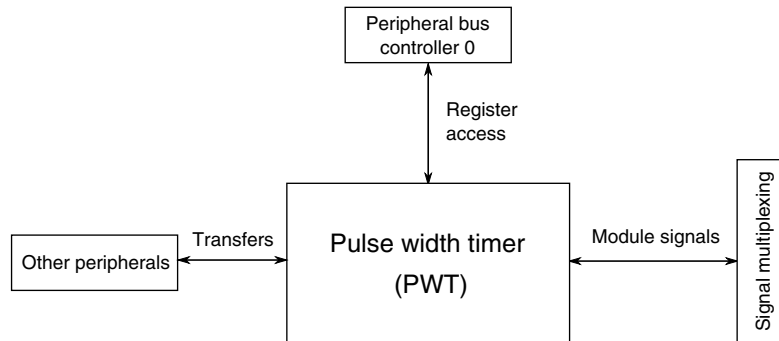 Peripheral bus
controller 0
Register
access
Other peripherals
Transfers
Pulse width timer
(PWT)
Module signals
Signal multiplexing